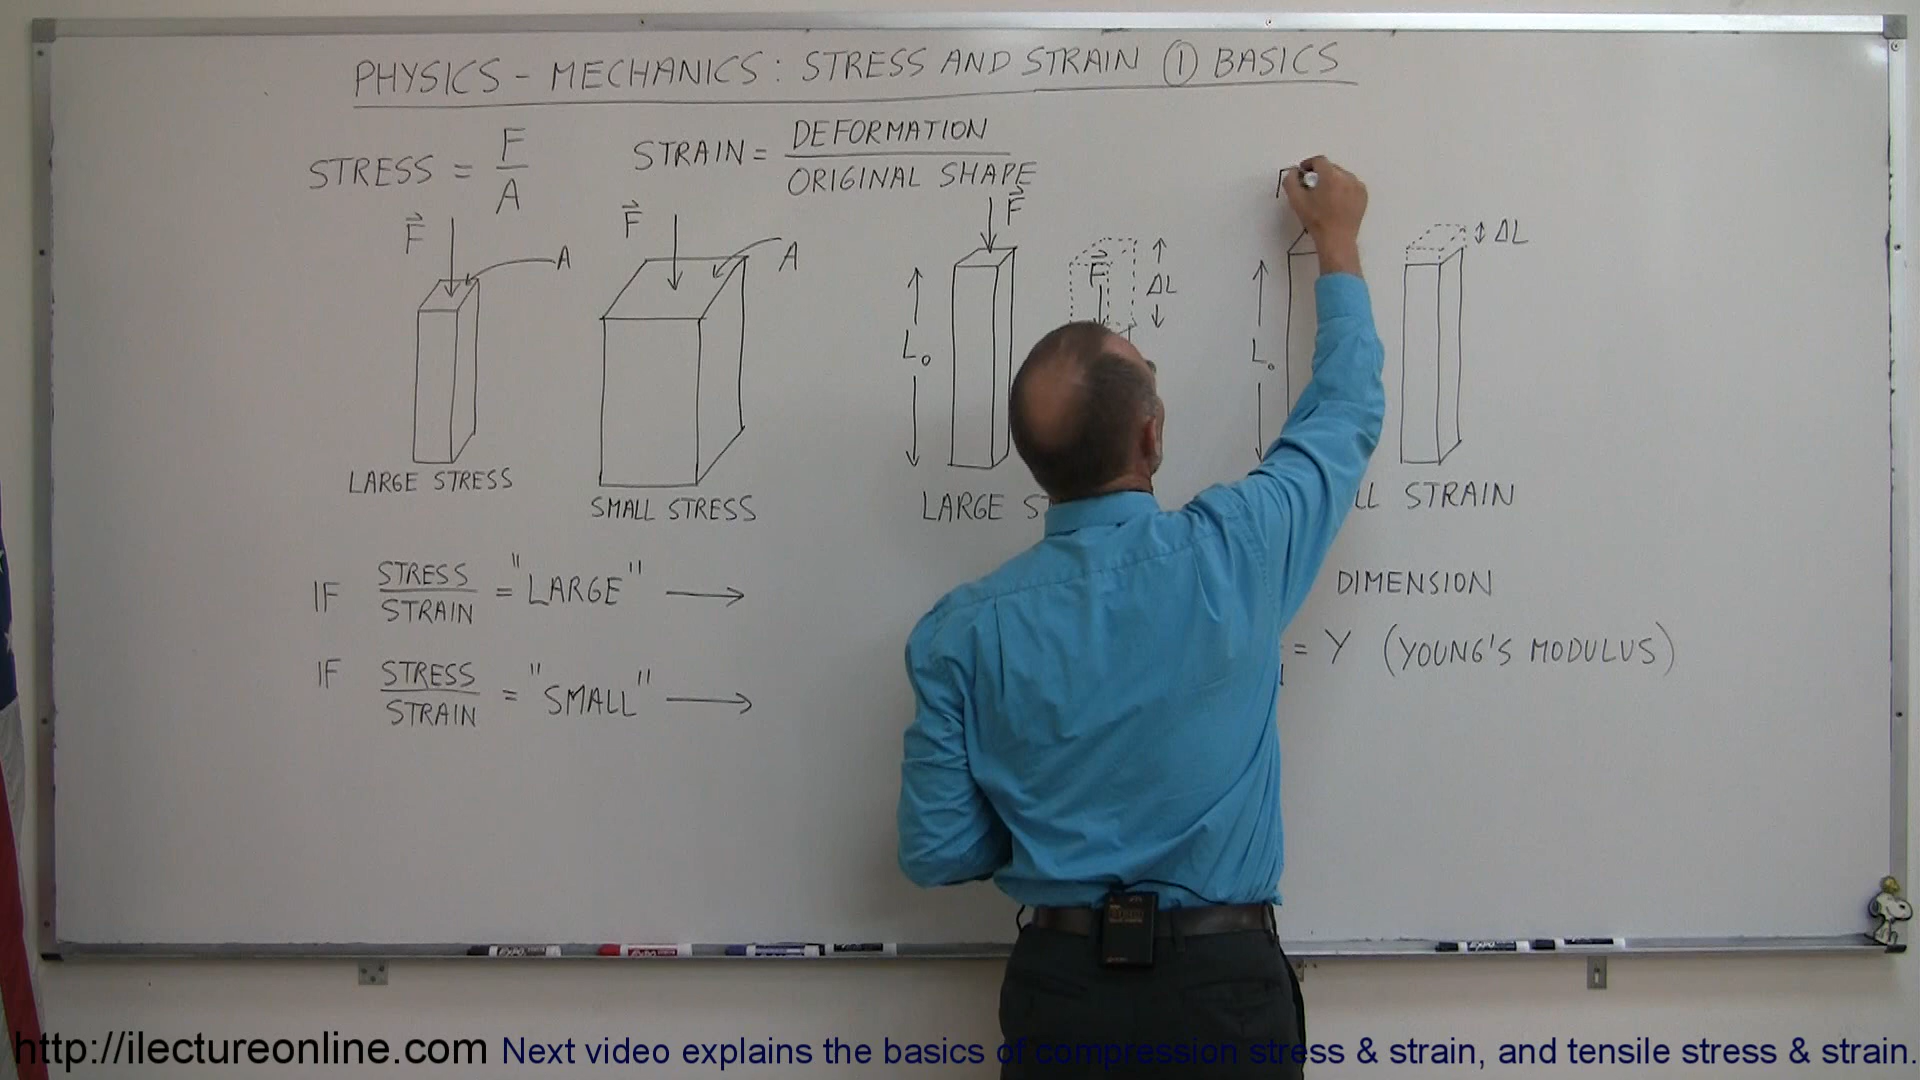 PHYSICS - MECHANICS: STRESS AND STRAIN ① BASICS
STRESS = F/A
STRAIN = DEFORMATION/ORIGINAL SHAPE
F A
F A
F
F
L₀
ΔL
L₀
ΔL
LARGE STRESS
SMALL STRESS
LARGE
STRAIN
IF STRESS/STRAIN = "LARGE" →
DIMENSION
IF STRESS/STRAIN = "SMALL" →
= Y (YOUNG'S MODULUS)
EXPO
http://ilectureonline.com Next video explains the basics of compression stress & strain, and tensile stress & strain.